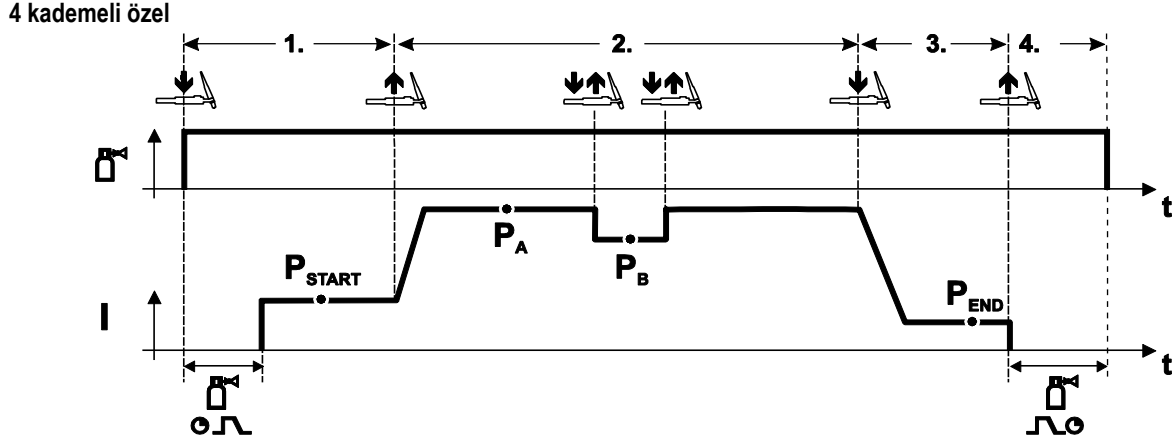 4 kademeli özel
1. 2. 3. 4.
t
P_A
P_B
P_START
P_END
I
t